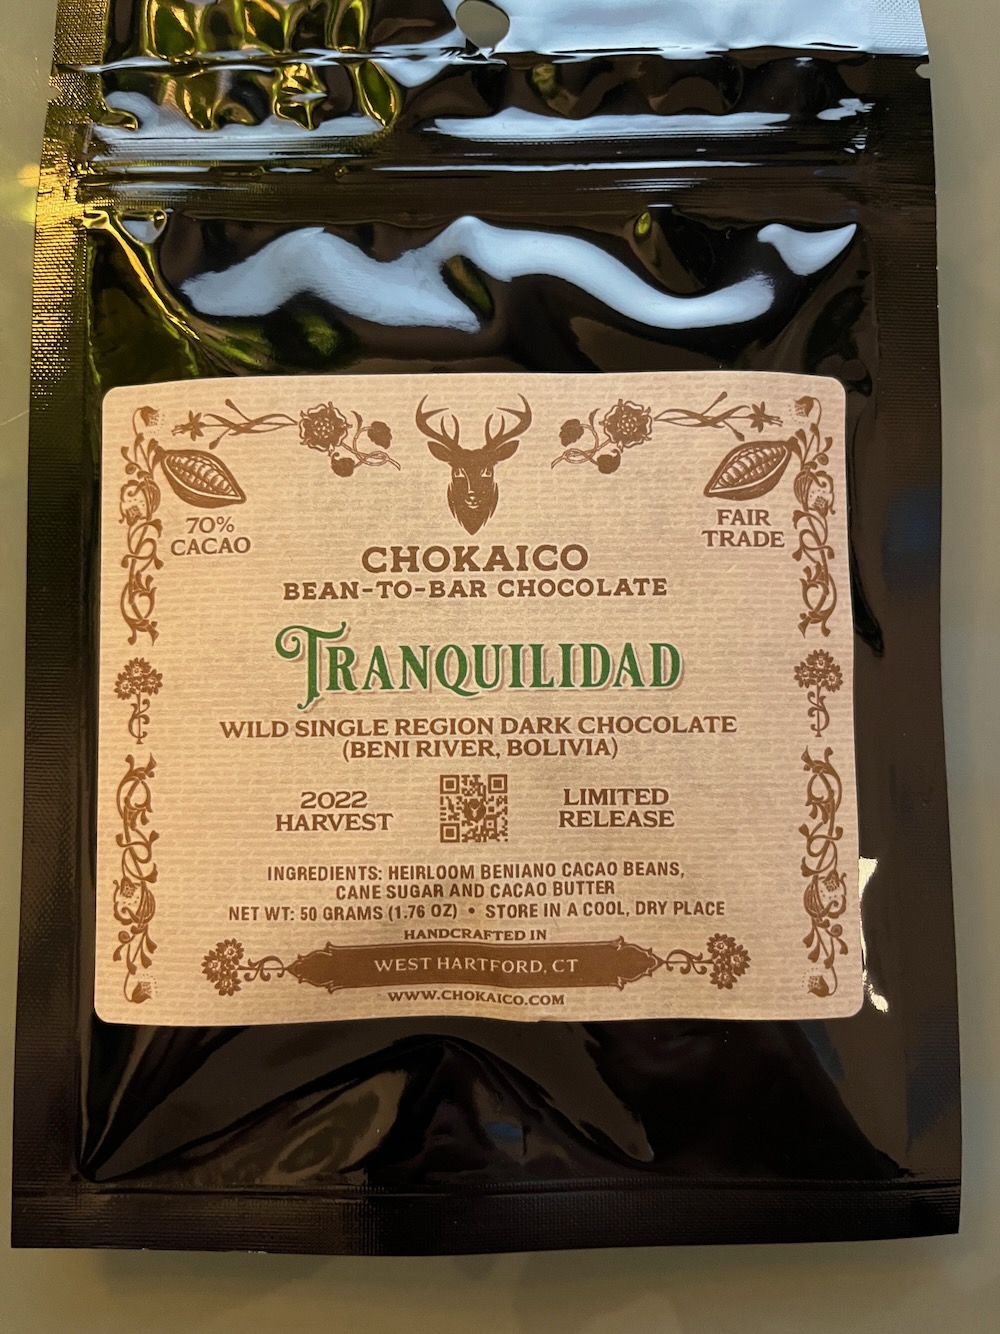 70%
CACAO
FAIR
TRADE
CHOKAICO
BEAN-TO-BAR CHOCOLATE
TRANQUILIDAD
WILD SINGLE REGION DARK CHOCOLATE
(BENI RIVER, BOLIVIA)
2022
HARVEST
LIMITED
RELEASE
INGREDIENTS: HEIRLOOM BENIANO CACAO BEANS,
CANE SUGAR AND CACAO BUTTER
NET WT: 50 GRAMS (1.76 OZ) • STORE IN A COOL, DRY PLACE
HANDCRAFTED IN
WEST HARTFORD, CT
WWW.CHOKAICO.COM